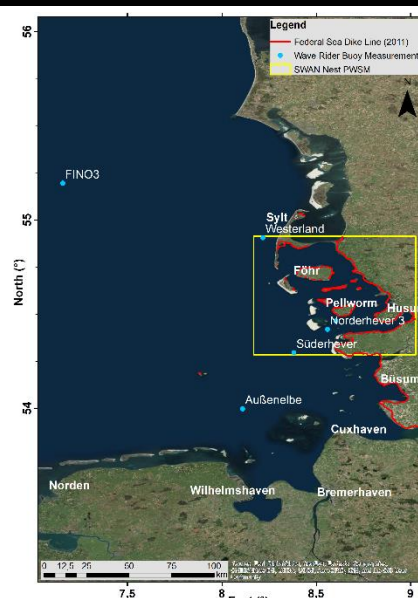 56
Legend
Federal Sea Dike Line (2011)
Wave Rider Buoy Measurement
SWAN Nest PWSM
N
FINO3
55
Sylt
Westerland
Föhr
Pellworm
Husum
Norderhever 3
Süderhever
Büsum
North (°)
Außenelbe
54
Cuxhaven
Norden
Wilhelmshaven
Bremerhaven
0 12.5 25 50 75 100
km
7.5
8
8.5
9